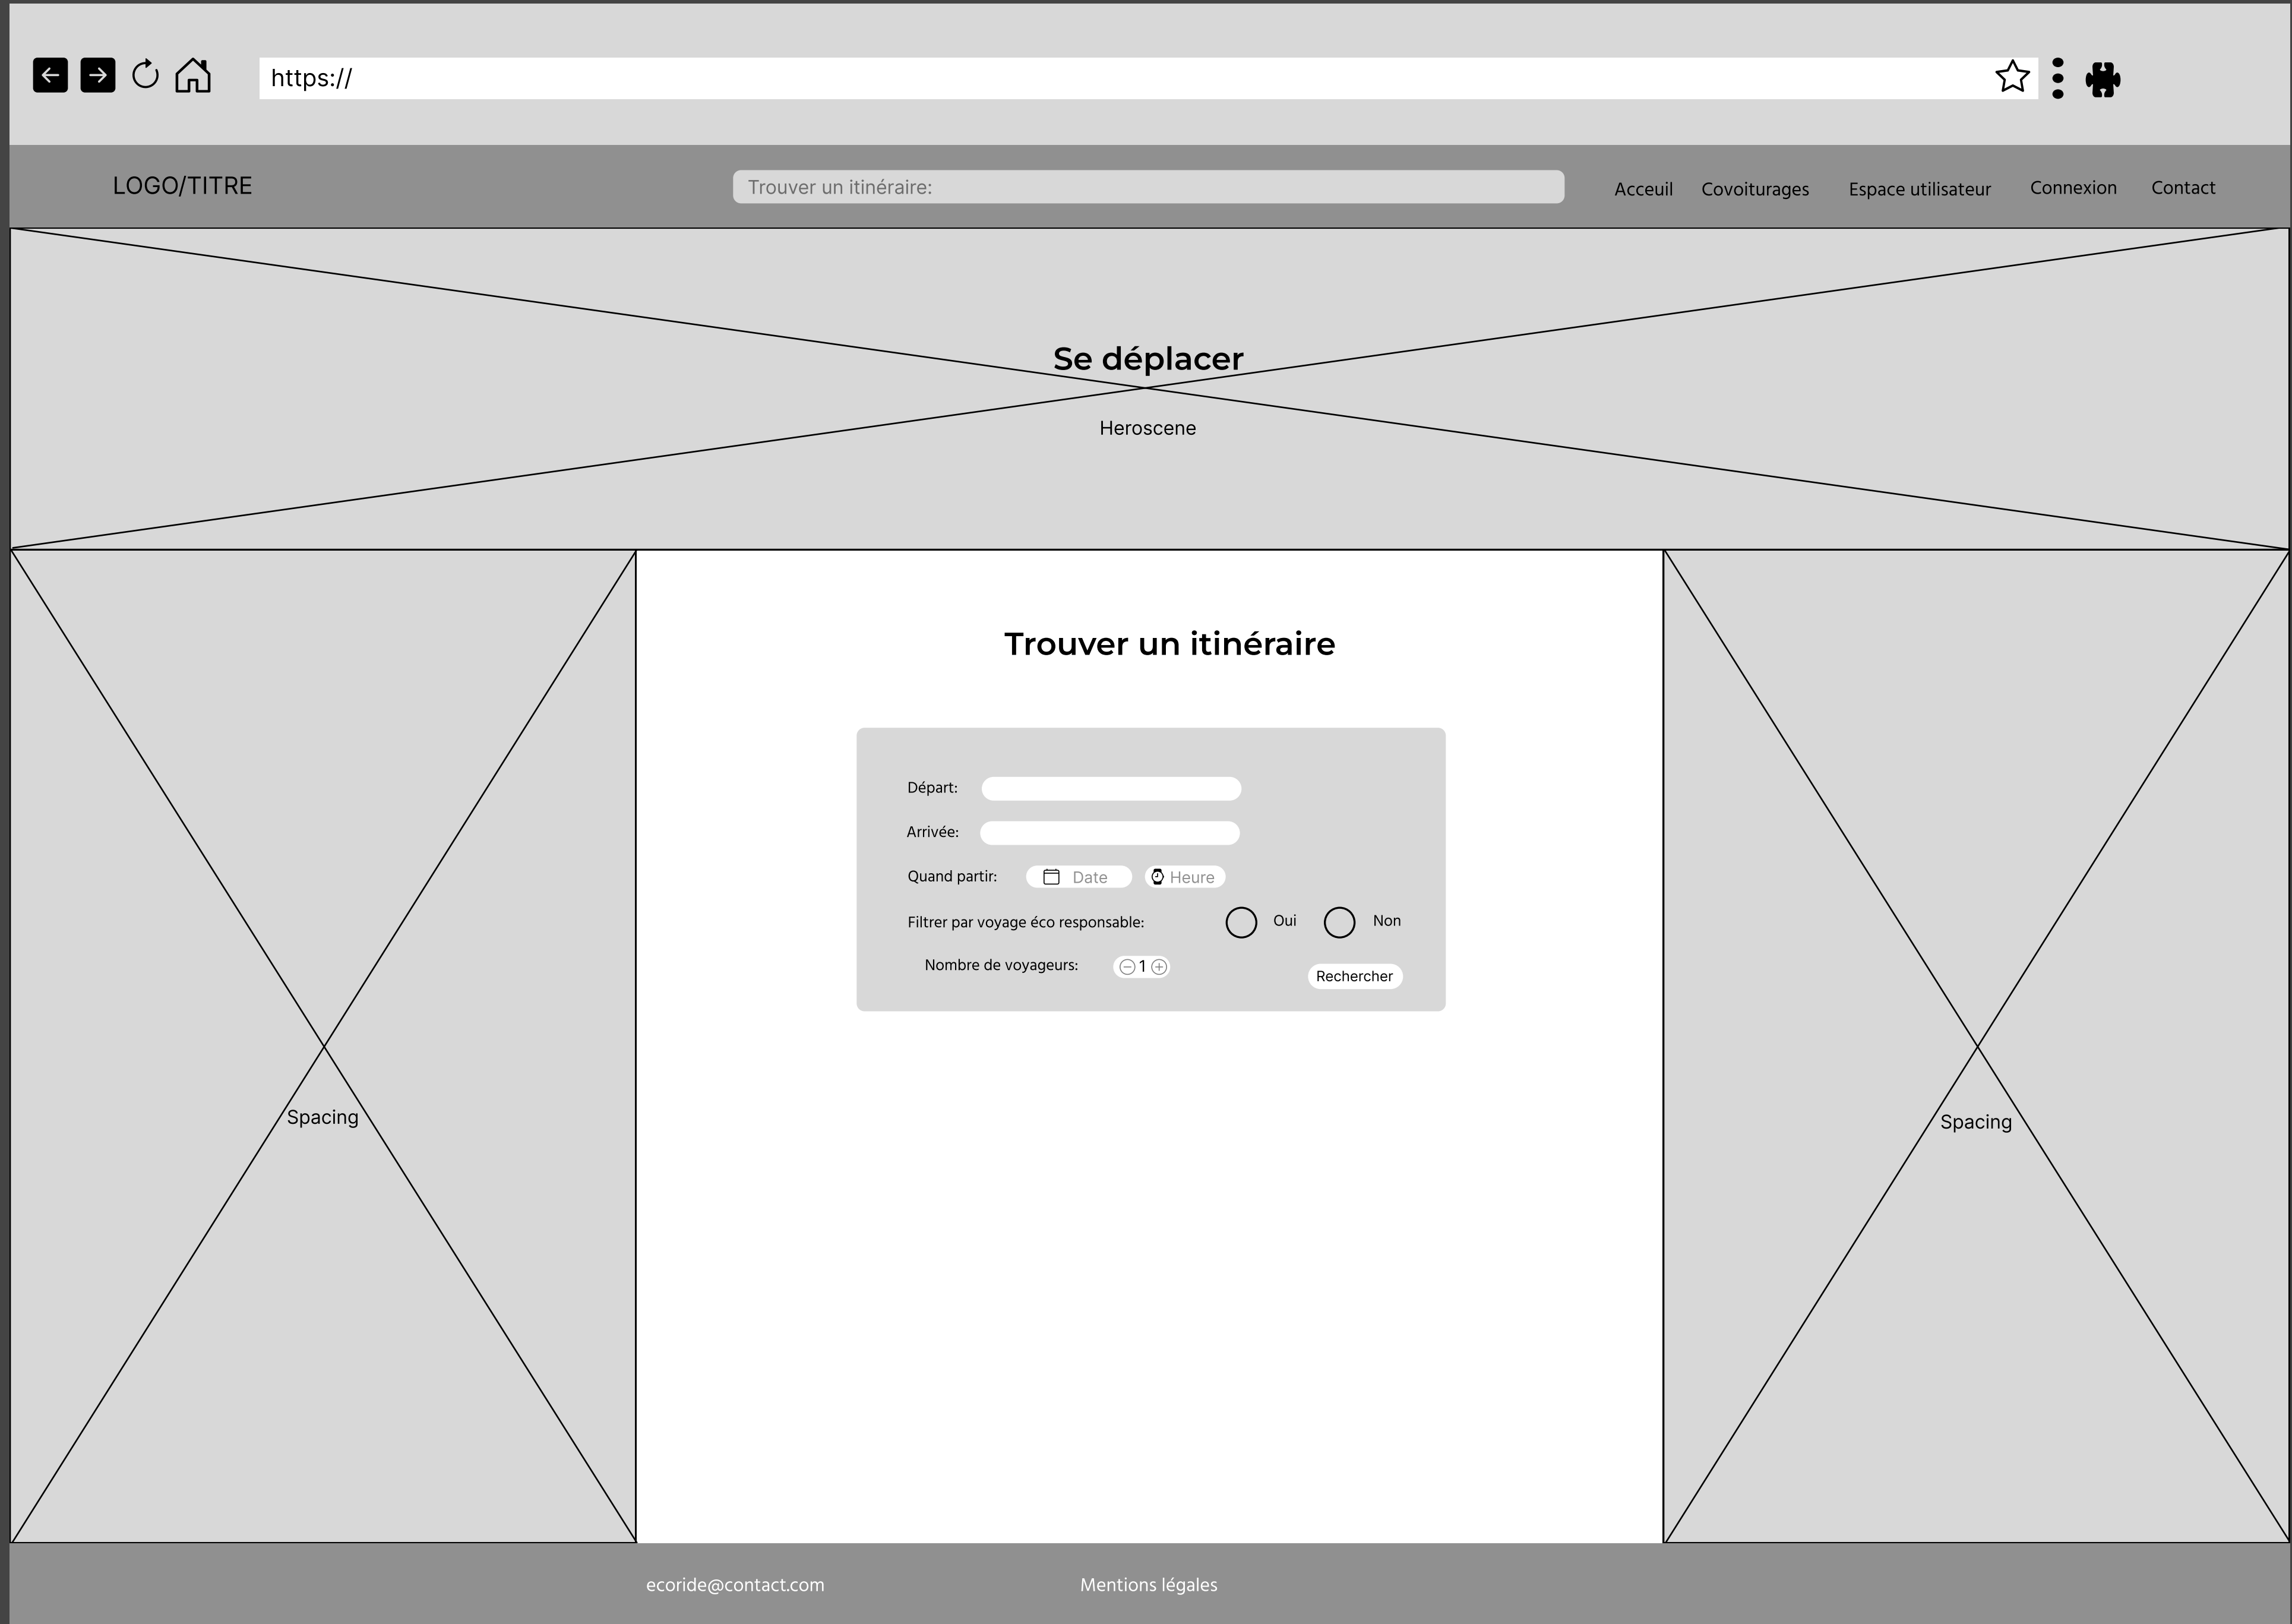 https://
LOGO/TITRE
Trouver un itinéraire:
Acceuil Covoiturages Espace utilisateur Connexion Contact
Se déplacer
Heroscene
Trouver un itinéraire
Départ:
Arrivée:
Quand partir: Date Heure
Filtrer par voyage éco responsable: Oui Non
Nombre de voyageurs: 1
Rechercher
Spacing
Spacing
ecoride@contact.com Mentions légales